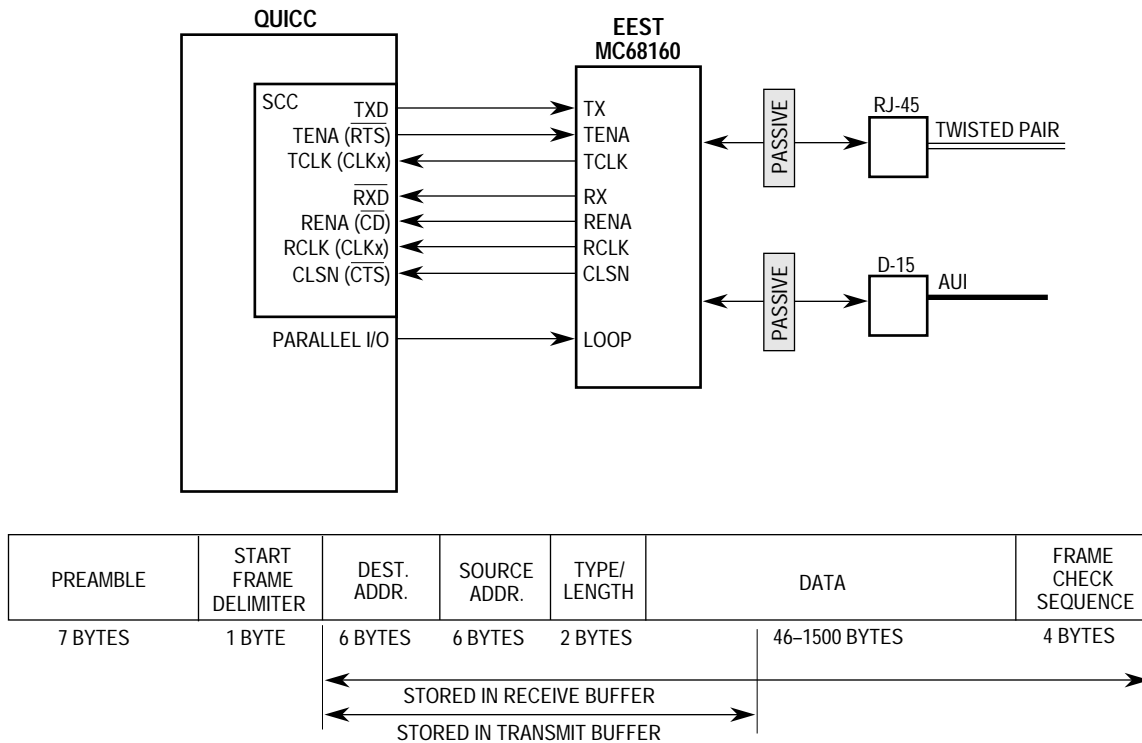 QUICC
EEST
MC68160
SCC
TXD
TENA (RTS)
TCLK (CLKx)
RXD
RENA (CD)
RCLK (CLKx)
CLSN (CTS)
PARALLEL I/O
TX
TENA
TCLK
RX
RENA
RCLK
CLSN
LOOP
PASSIVE
RJ-45
TWISTED PAIR
PASSIVE
D-15
AUI
PREAMBLE
START
FRAME
DELIMITER
DEST.
ADDR.
SOURCE
ADDR.
TYPE/
LENGTH
DATA
FRAME
CHECK
SEQUENCE
7 BYTES
1 BYTE
6 BYTES
6 BYTES
2 BYTES
46–1500 BYTES
4 BYTES
STORED IN RECEIVE BUFFER
STORED IN TRANSMIT BUFFER